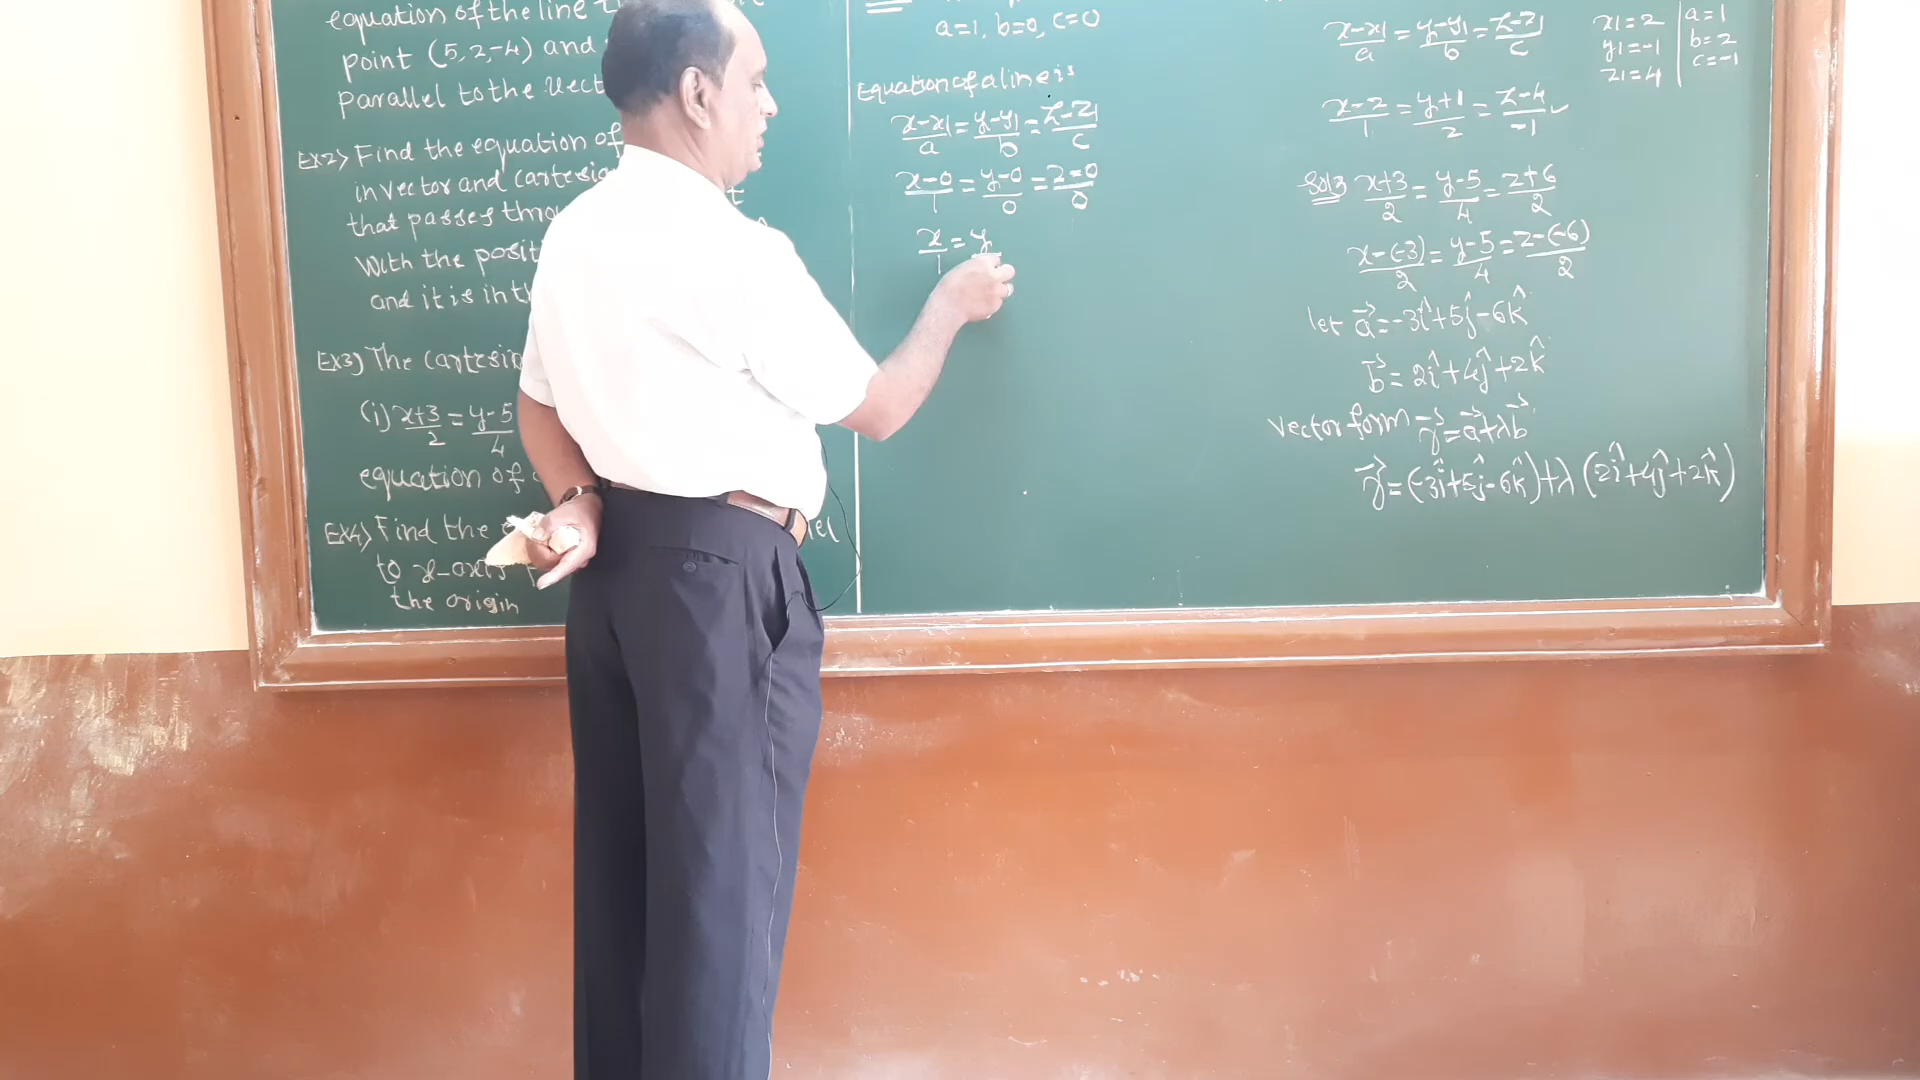 equation of the line
point (5, 2, -4) and
parallel to the vect
Ex2) Find the equation of
in vector and cartesia
that passes thro
With the posit
and it is in th
Ex3) The cartesia
(i) x+3/2 = y-5/4
equation of
Ex4) Find the lel
to x-axis
the origin
a=1, b=0, c=0
Equation of a line is
x-x1/a = y-y1/b = z-z1/c
x-0/1 = y-0/0 = z-0/0
x/1 = y
x-x1/a = y-y1/b = z-z1/c
x1=2 a=1
y1=-1 b=2
z1=4 c=-1
x-2/1 = y+1/2 = z-4/-1 ✓
Sol3 x+3/2 = y-5/4 = z+6/2
x-(-3)/2 = y-5/4 = z-(-6)/2
let a⃗ = -3î+5ĵ-6k̂
b⃗ = 2î+4ĵ+2k̂
Vector form r⃗ = a⃗+λb⃗
r⃗ = (-3î+5ĵ-6k̂)+λ(2î+4ĵ+2k̂)